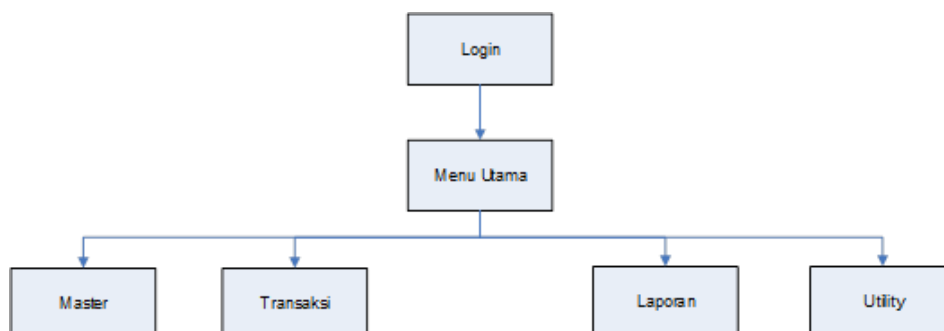 Login
Menu Utama
Master
Transaksi
Laporan
Utility